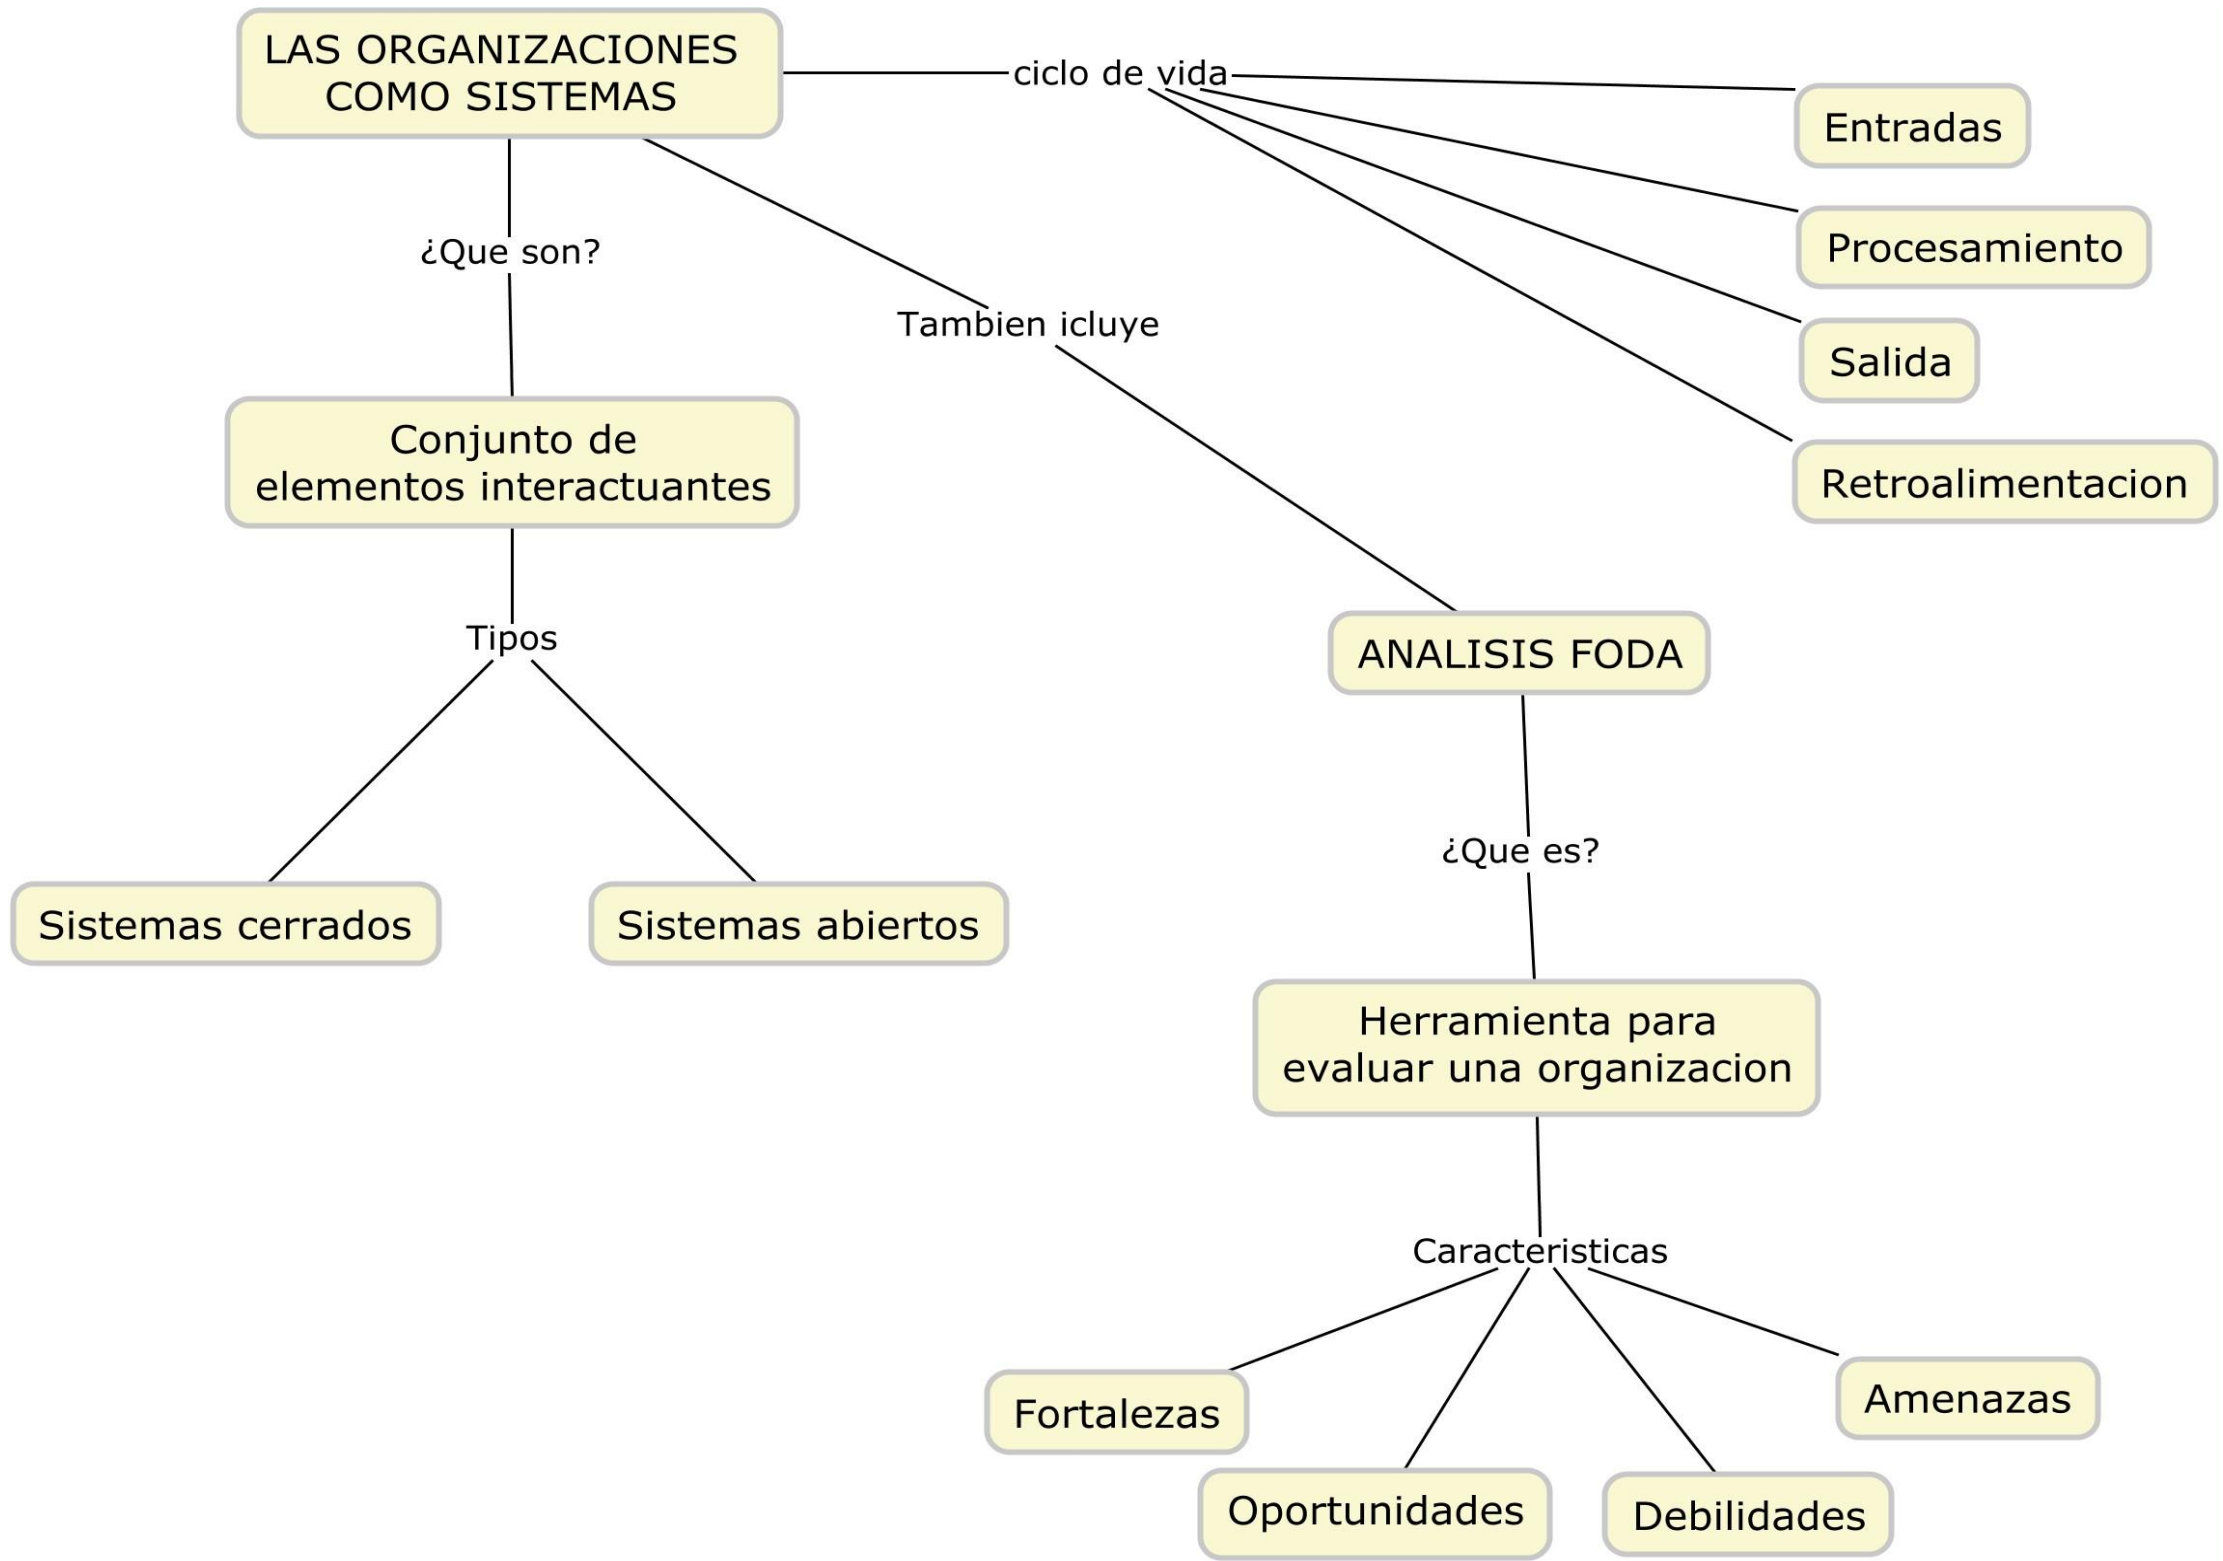 LAS ORGANIZACIONES
COMO SISTEMAS
ciclo de vida
Entradas
Procesamiento
Salida
Retroalimentacion
¿Que son?
Tambien icluye
Conjunto de
elementos interactuantes
Tipos
Sistemas cerrados
Sistemas abiertos
ANALISIS FODA
¿Que es?
Herramienta para
evaluar una organizacion
Caracteristicas
Fortalezas
Oportunidades
Debilidades
Amenazas